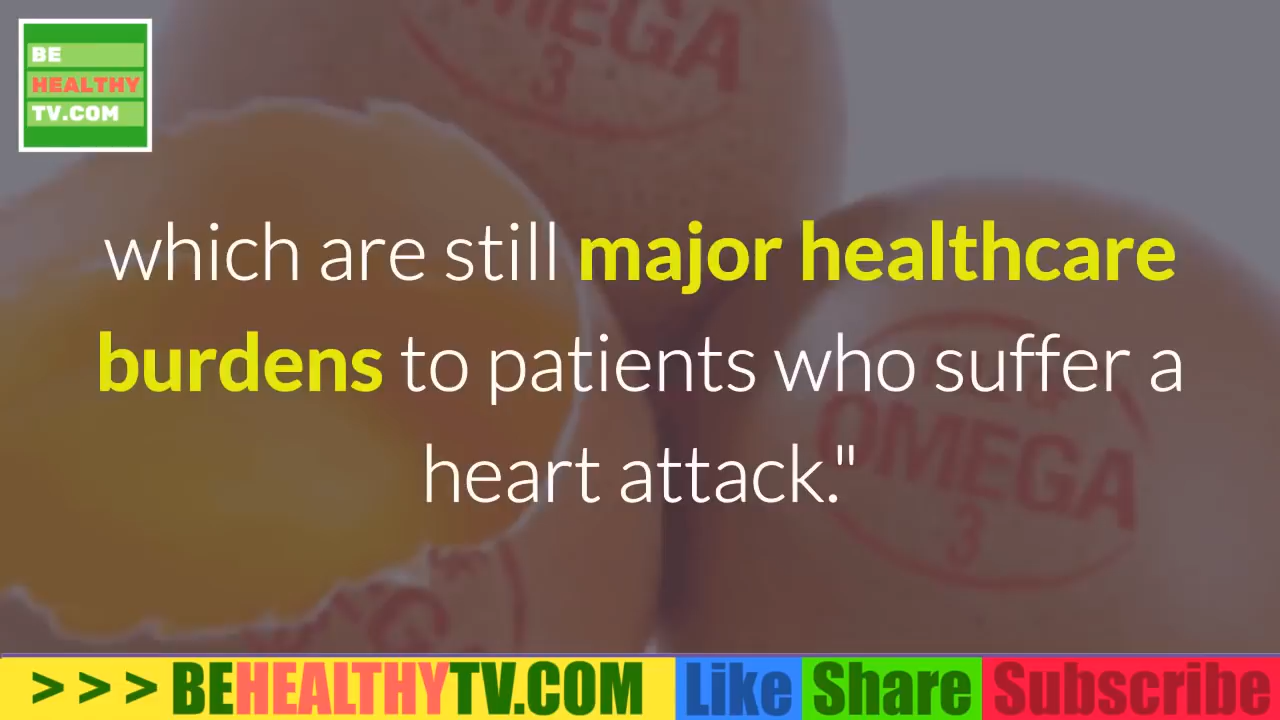 BE
HEALTHY
TV.COM
OMEGA
3
which are still major healthcare
burdens to patients who suffer a
heart attack."
OMEGA
3
> > > BEHEALTHYTV.COM Like Share Subscribe